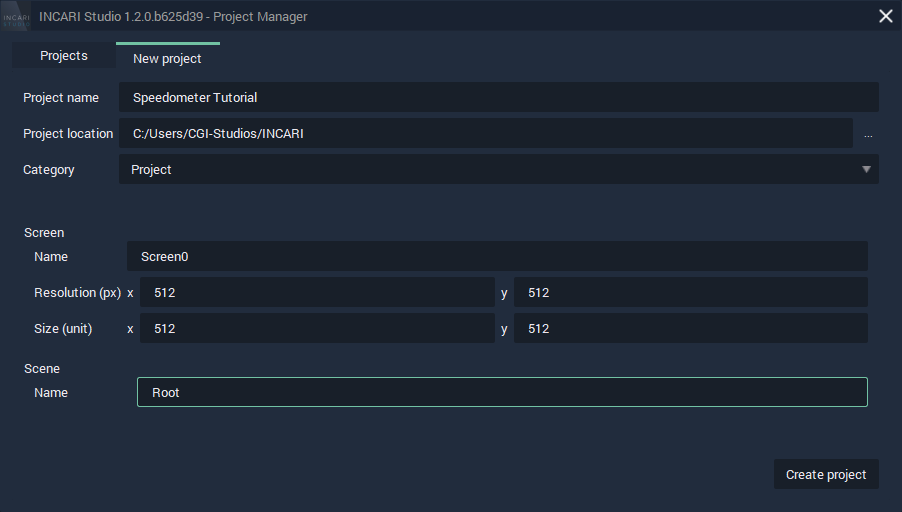 INCARI STUDIO
INCARI Studio 1.2.0.b625d39 - Project Manager
Projects New project
Project name Speedometer Tutorial
Project location C:/Users/CGI-Studios/INCARI ...
Category Project
Screen
Name Screen0
Resolution (px) x 512 y 512
Size (unit) x 512 y 512
Scene
Name Root
Create project